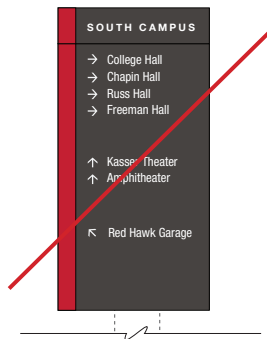 SOUTH CAMPUS
→ College Hall
→ Chapin Hall
→ Russ Hall
→ Freeman Hall
↑ Kasser Theater
↑ Amphitheater
↖ Red Hawk Garage